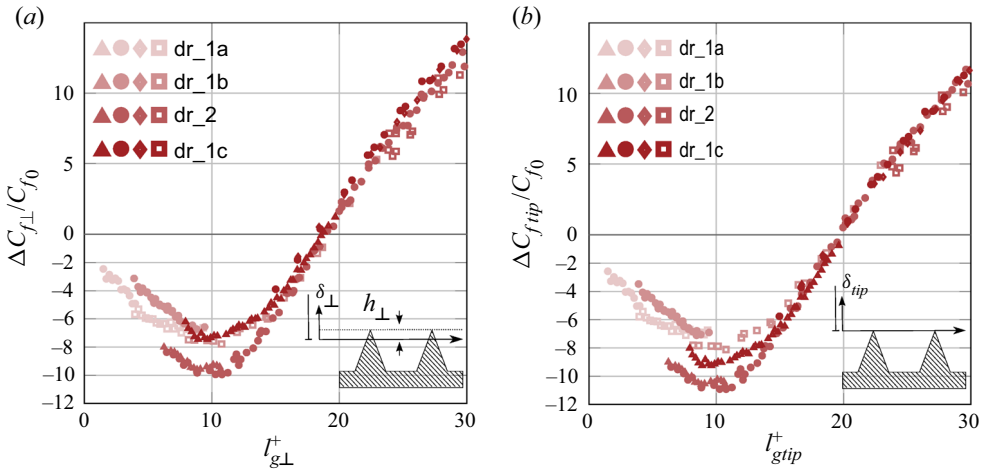 (a)
10
5
0
−2
−4
−6
−8
−10
−12
ΔC_{f⊥}/C_{f_0}
dr_1a
dr_1b
dr_2
dr_1c
δ_⊥
h_⊥
0 10 20 30
l^+_{g⊥}
(b)
10
5
0
−2
−4
−6
−8
−10
−12
ΔC_{f tip}/C_{f_0}
dr_1a
dr_1b
dr_2
dr_1c
δ_{tip}
0 10 20 30
l^+_{gtip}